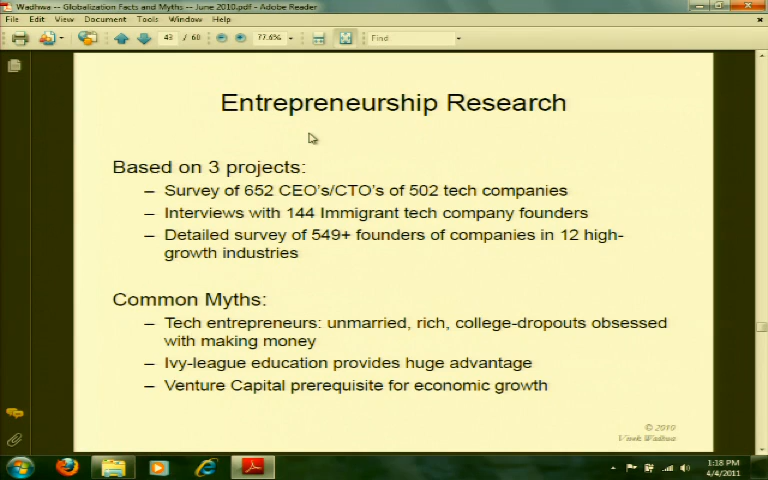 Wadhwa -- Globalization Facts and Myths -- June 2010.pdf - Adobe Reader
File Edit View Document Tools Window Help
43 / 60 77.6% Find
Entrepreneurship Research
Based on 3 projects:
– Survey of 652 CEO's/CTO's of 502 tech companies
– Interviews with 144 Immigrant tech company founders
– Detailed survey of 549+ founders of companies in 12 high-
growth industries
Common Myths:
– Tech entrepreneurs: unmarried, rich, college-dropouts obsessed
with making money
– Ivy-league education provides huge advantage
– Venture Capital prerequisite for economic growth
© 2010
Vivek Wadhwa
1:18 PM
4/4/2011